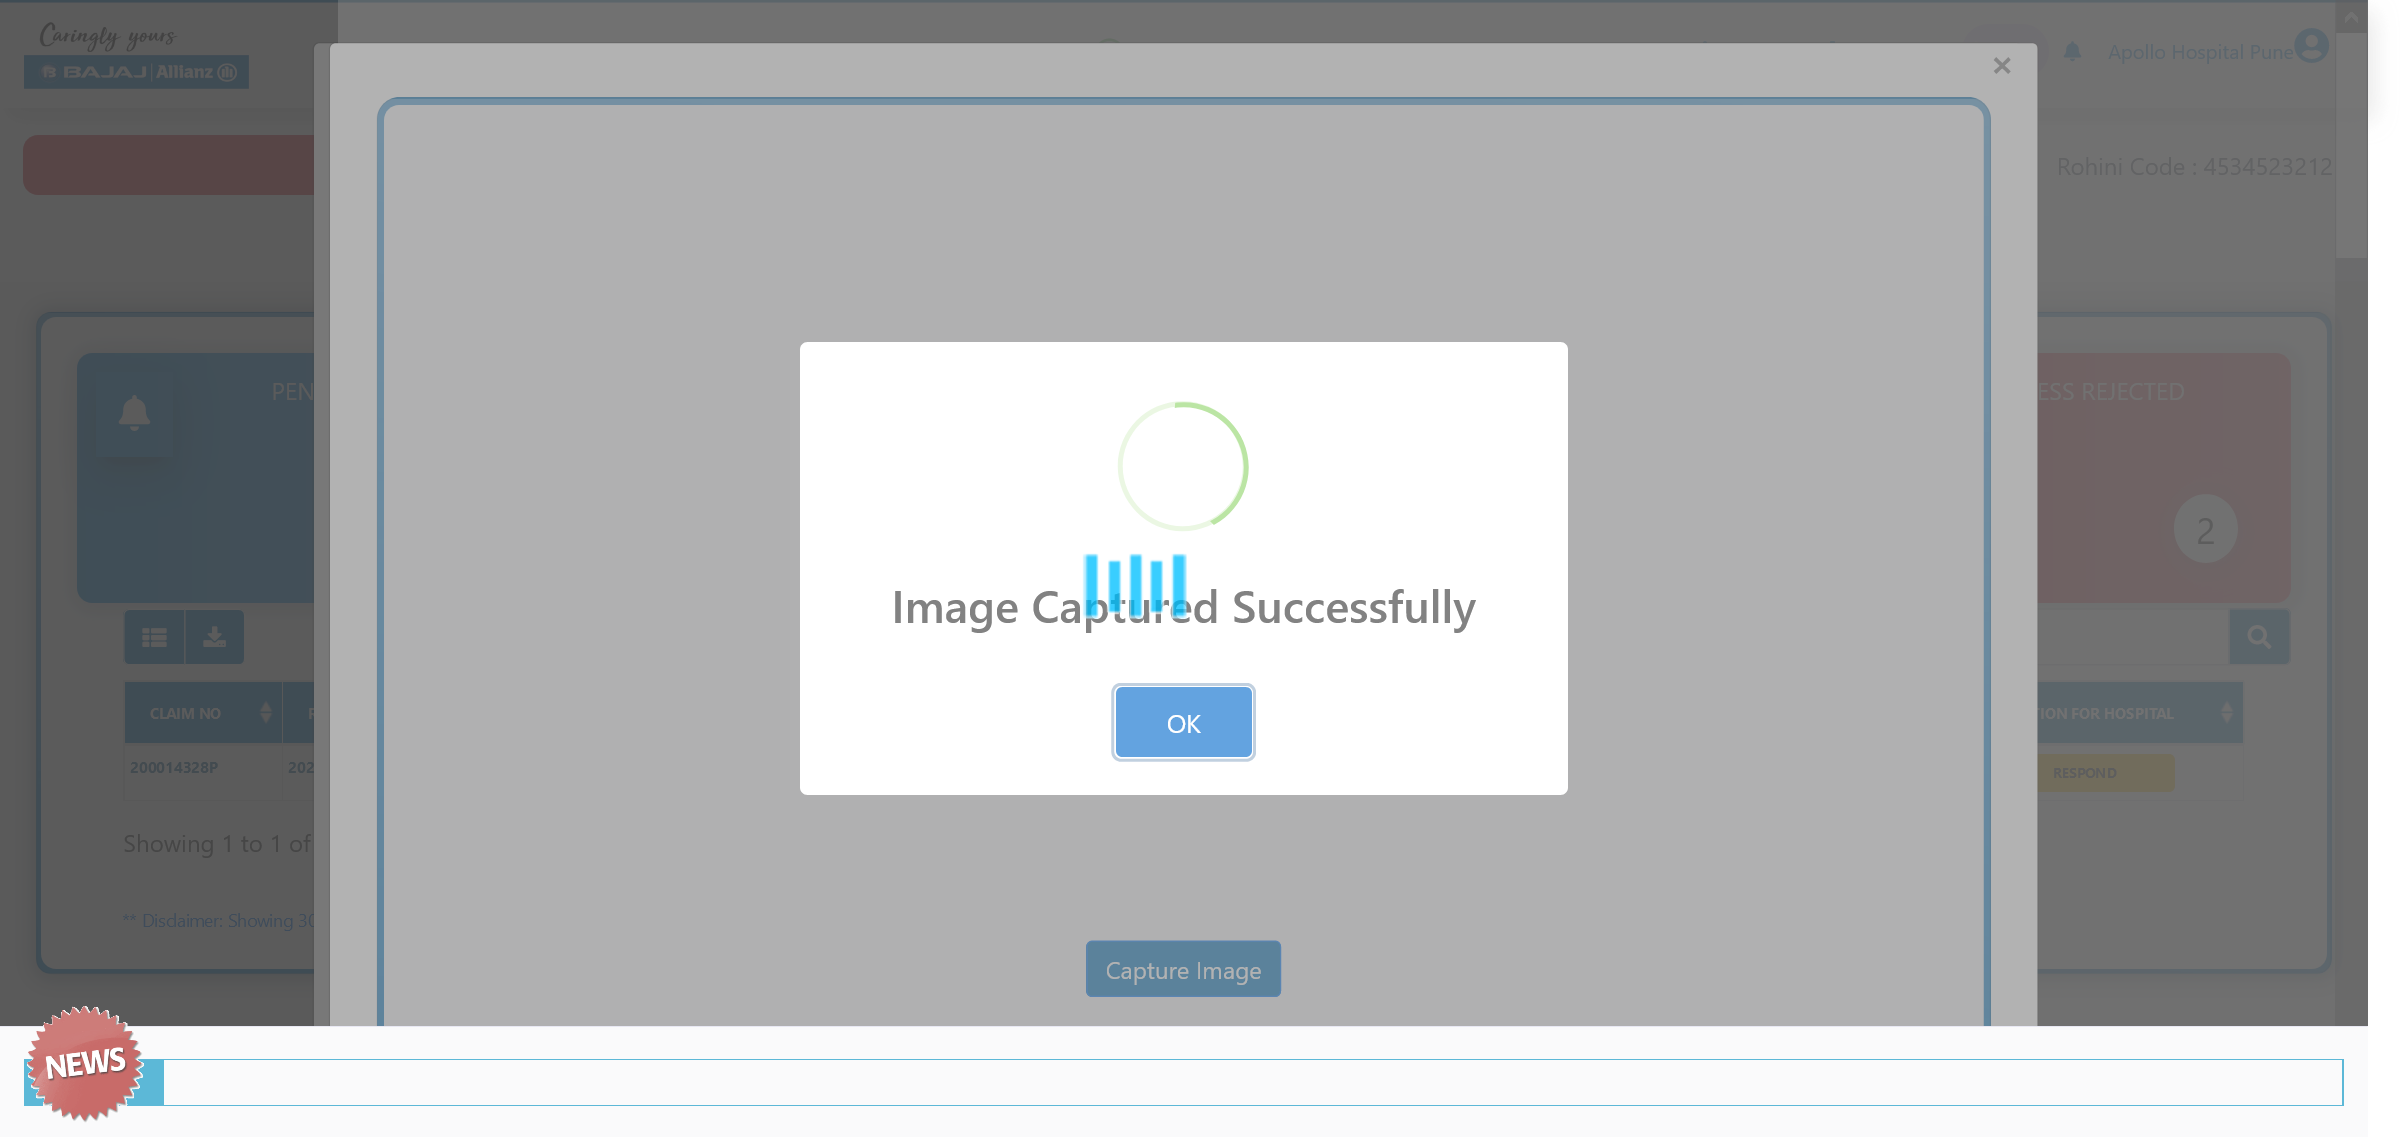 Caringly yours
BAJAJ | Allianz
Apollo Hospital Pune
×
Rohini Code : 4534523212
PEN
ESS REJECTED
2
Image Captured Successfully
OK
CLAIM NO
TION FOR HOSPITAL
200014328P
202
RESPOND
Showing 1 to 1 of
** Disclaimer: Showing 30
Capture Image
NEWS